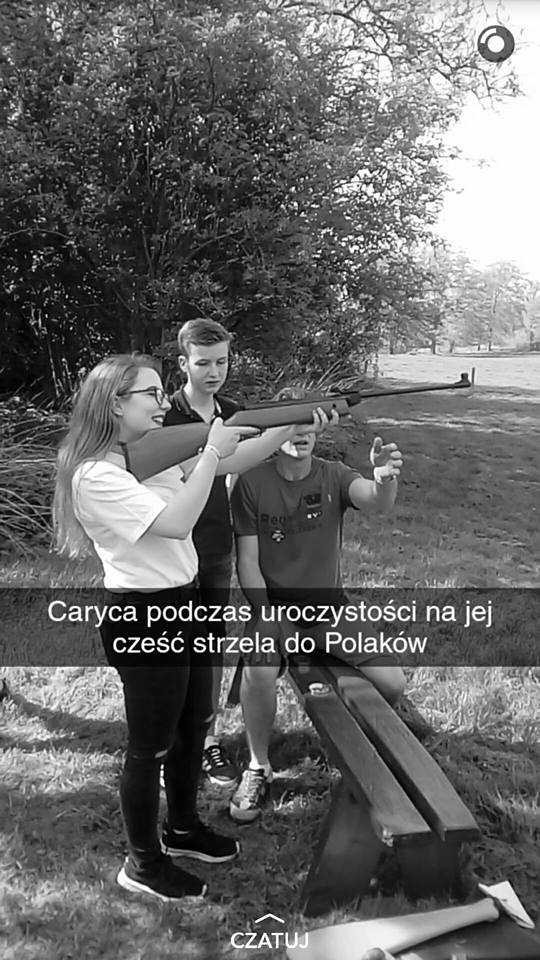 Caryca podczas uroczystości na jej
cześć strzela do Polaków
CZATUJ